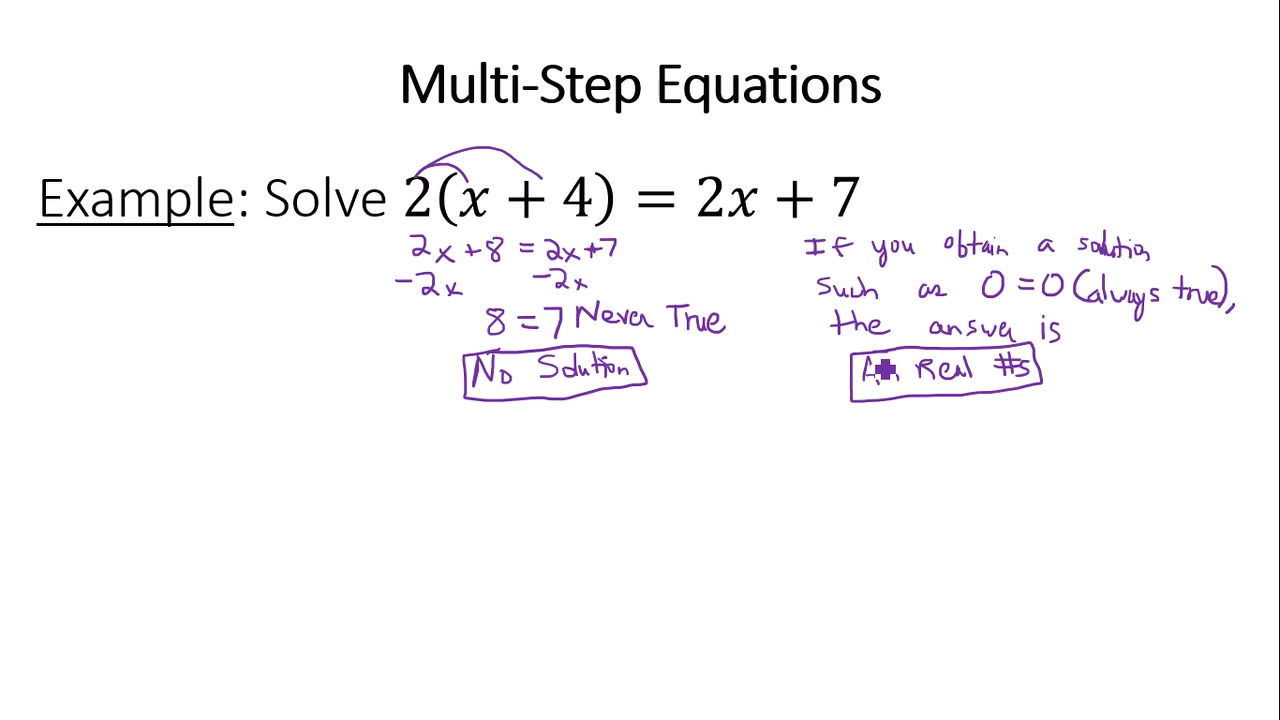 Multi-Step Equations
Example: Solve 2(x + 4) = 2x + 7
2x +8 = 2x+7
-2x -2x
8 = 7 Never True
No Solution
If you obtain a solution
such as 0 = 0 (always true),
the answer is
Real #s